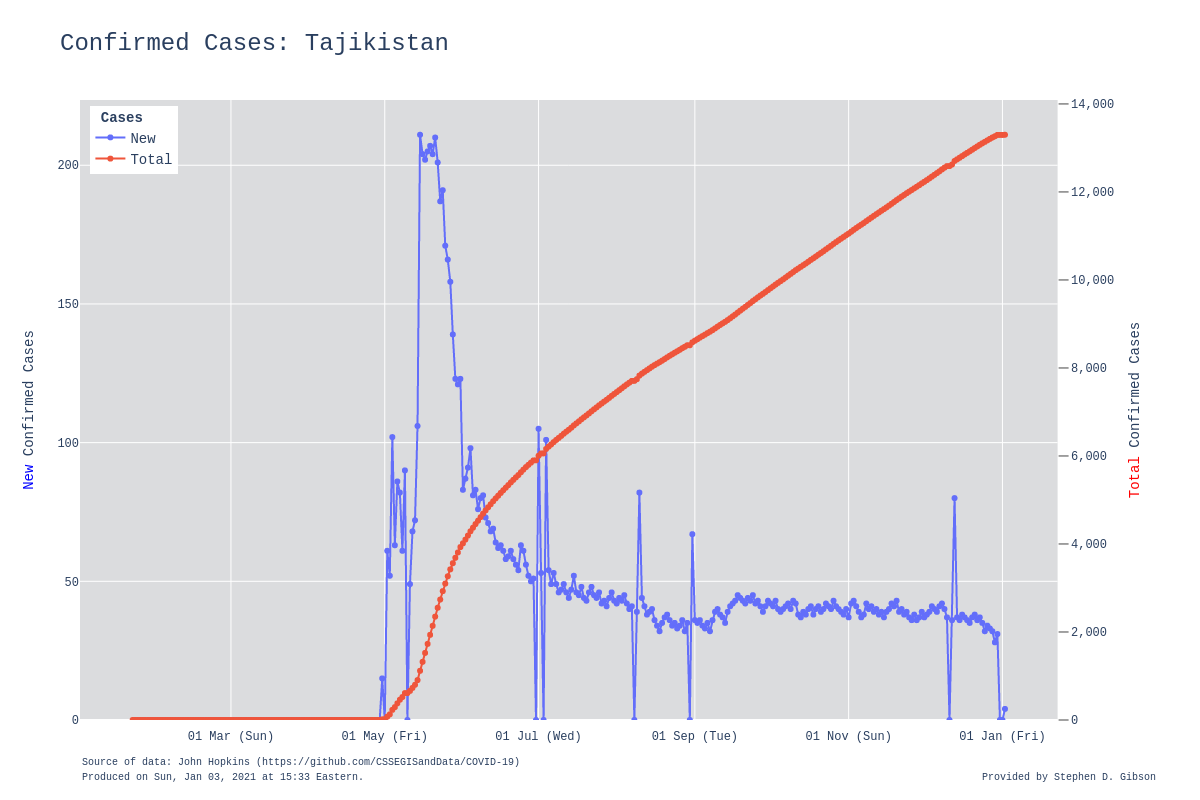 Confirmed Cases: Tajikistan
Cases
New
Total
200
150
100
50
0
14,000
12,000
10,000
8,000
6,000
4,000
2,000
0
New Confirmed Cases
Total Confirmed Cases
01 Mar (Sun)
01 May (Fri)
01 Jul (Wed)
01 Sep (Tue)
01 Nov (Sun)
01 Jan (Fri)
Source of data: John Hopkins (https://github.com/CSSEGISandData/COVID-19)
Produced on Sun, Jan 03, 2021 at 15:33 Eastern.
Provided by Stephen D. Gibson